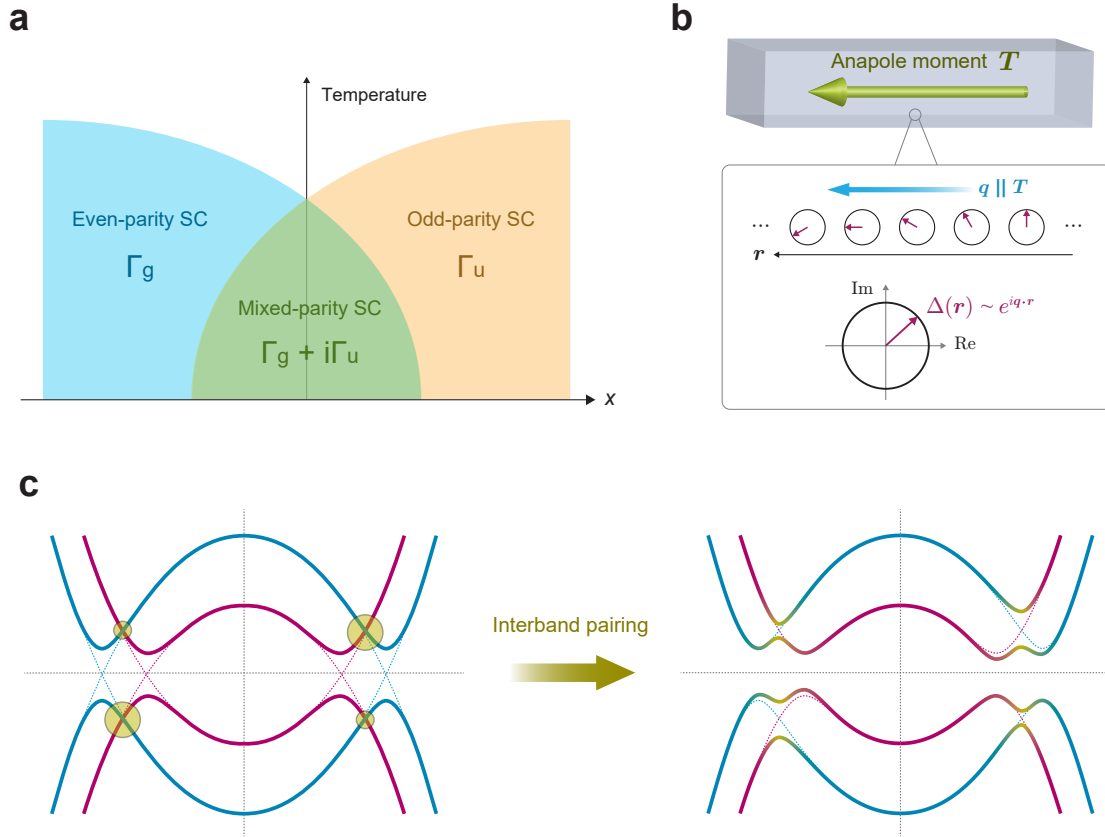 a
Temperature
Even-parity SC
Γg
Odd-parity SC
Γu
Mixed-parity SC
Γg + iΓu
x
b
Anapole moment T
q || T
... ...
r
Im
Δ(r) ~ e^{iq·r}
Re
c
Interband pairing